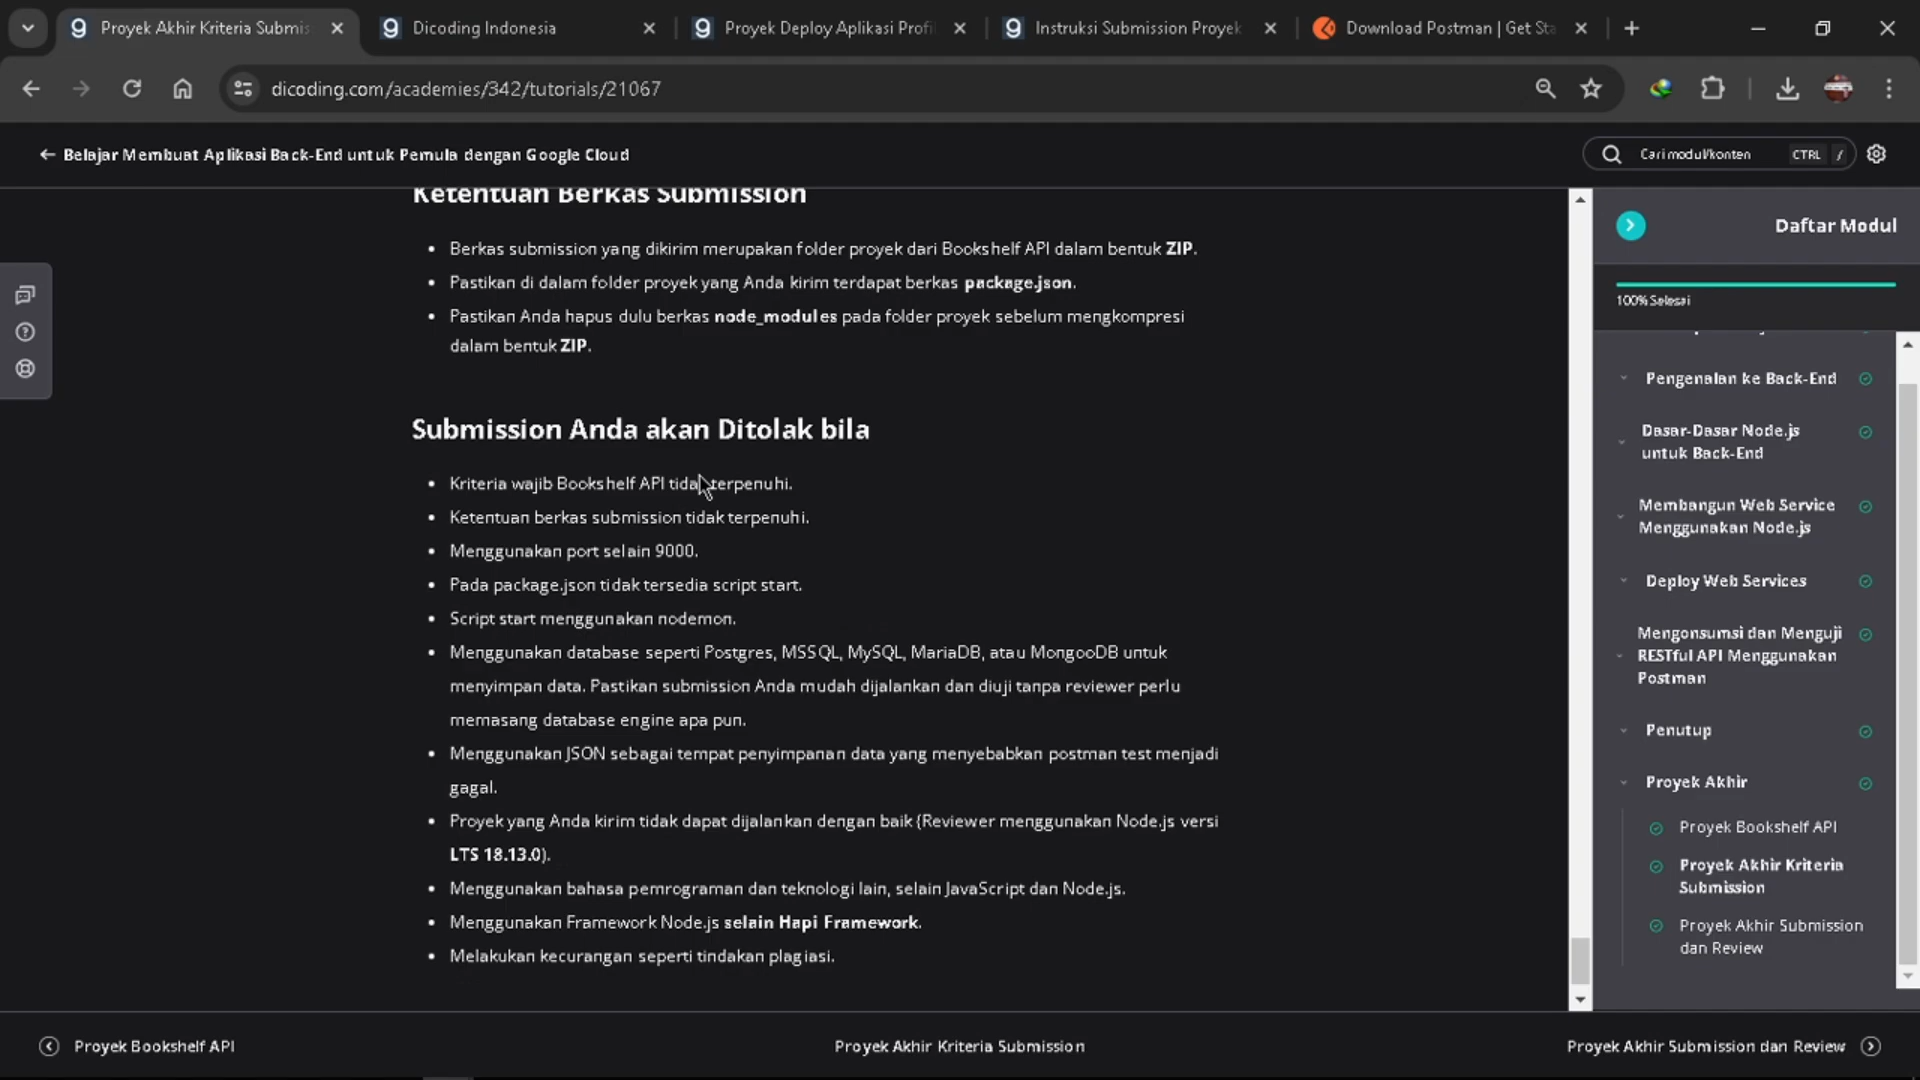 Proyek Akhir Kriteria Submis
Dicoding Indonesia
Proyek Deploy Aplikasi Profi
Instruksi Submission Proyek
Download Postman | Get Sta
dicoding.com/academies/342/tutorials/21067
Belajar Membuat Aplikasi Back-End untuk Pemula dengan Google Cloud
Cari modul/konten
CTRL /
Ketentuan Berkas Submission
Berkas submission yang dikirim merupakan folder proyek dari Bookshelf API dalam bentuk ZIP.
Pastikan di dalam folder proyek yang Anda kirim terdapat berkas package.json.
Pastikan Anda hapus dulu berkas node_modules pada folder proyek sebelum mengkompresi
dalam bentuk ZIP.
Submission Anda akan Ditolak bila
Kriteria wajib Bookshelf API tidak terpenuhi.
Ketentuan berkas submission tidak terpenuhi.
Menggunakan port selain 9000.
Pada package.json tidak tersedia script start.
Script start menggunakan nodemon.
Menggunakan database seperti Postgres, MSSQL, MySQL, MariaDB, atau MongooDB untuk
menyimpan data. Pastikan submission Anda mudah dijalankan dan diuji tanpa reviewer perlu
memasang database engine apa pun.
Menggunakan JSON sebagai tempat penyimpanan data yang menyebabkan postman test menjadi
gagal.
Proyek yang Anda kirim tidak dapat dijalankan dengan baik (Reviewer menggunakan Node.js versi
LTS 18.13.0).
Menggunakan bahasa pemrograman dan teknologi lain, selain JavaScript dan Node.js.
Menggunakan Framework Node.js selain Hapi Framework.
Melakukan kecurangan seperti tindakan plagiasi.
Daftar Modul
100% Selesai
Pengenalan ke Back-End
Dasar-Dasar Node.js
untuk Back-End
Membangun Web Service
Menggunakan Node.js
Deploy Web Services
Mengonsumsi dan Menguji
RESTful API Menggunakan
Postman
Penutup
Proyek Akhir
Proyek Bookshelf API
Proyek Akhir Kriteria
Submission
Proyek Akhir Submission
dan Review
Proyek Bookshelf API
Proyek Akhir Kriteria Submission
Proyek Akhir Submission dan Review